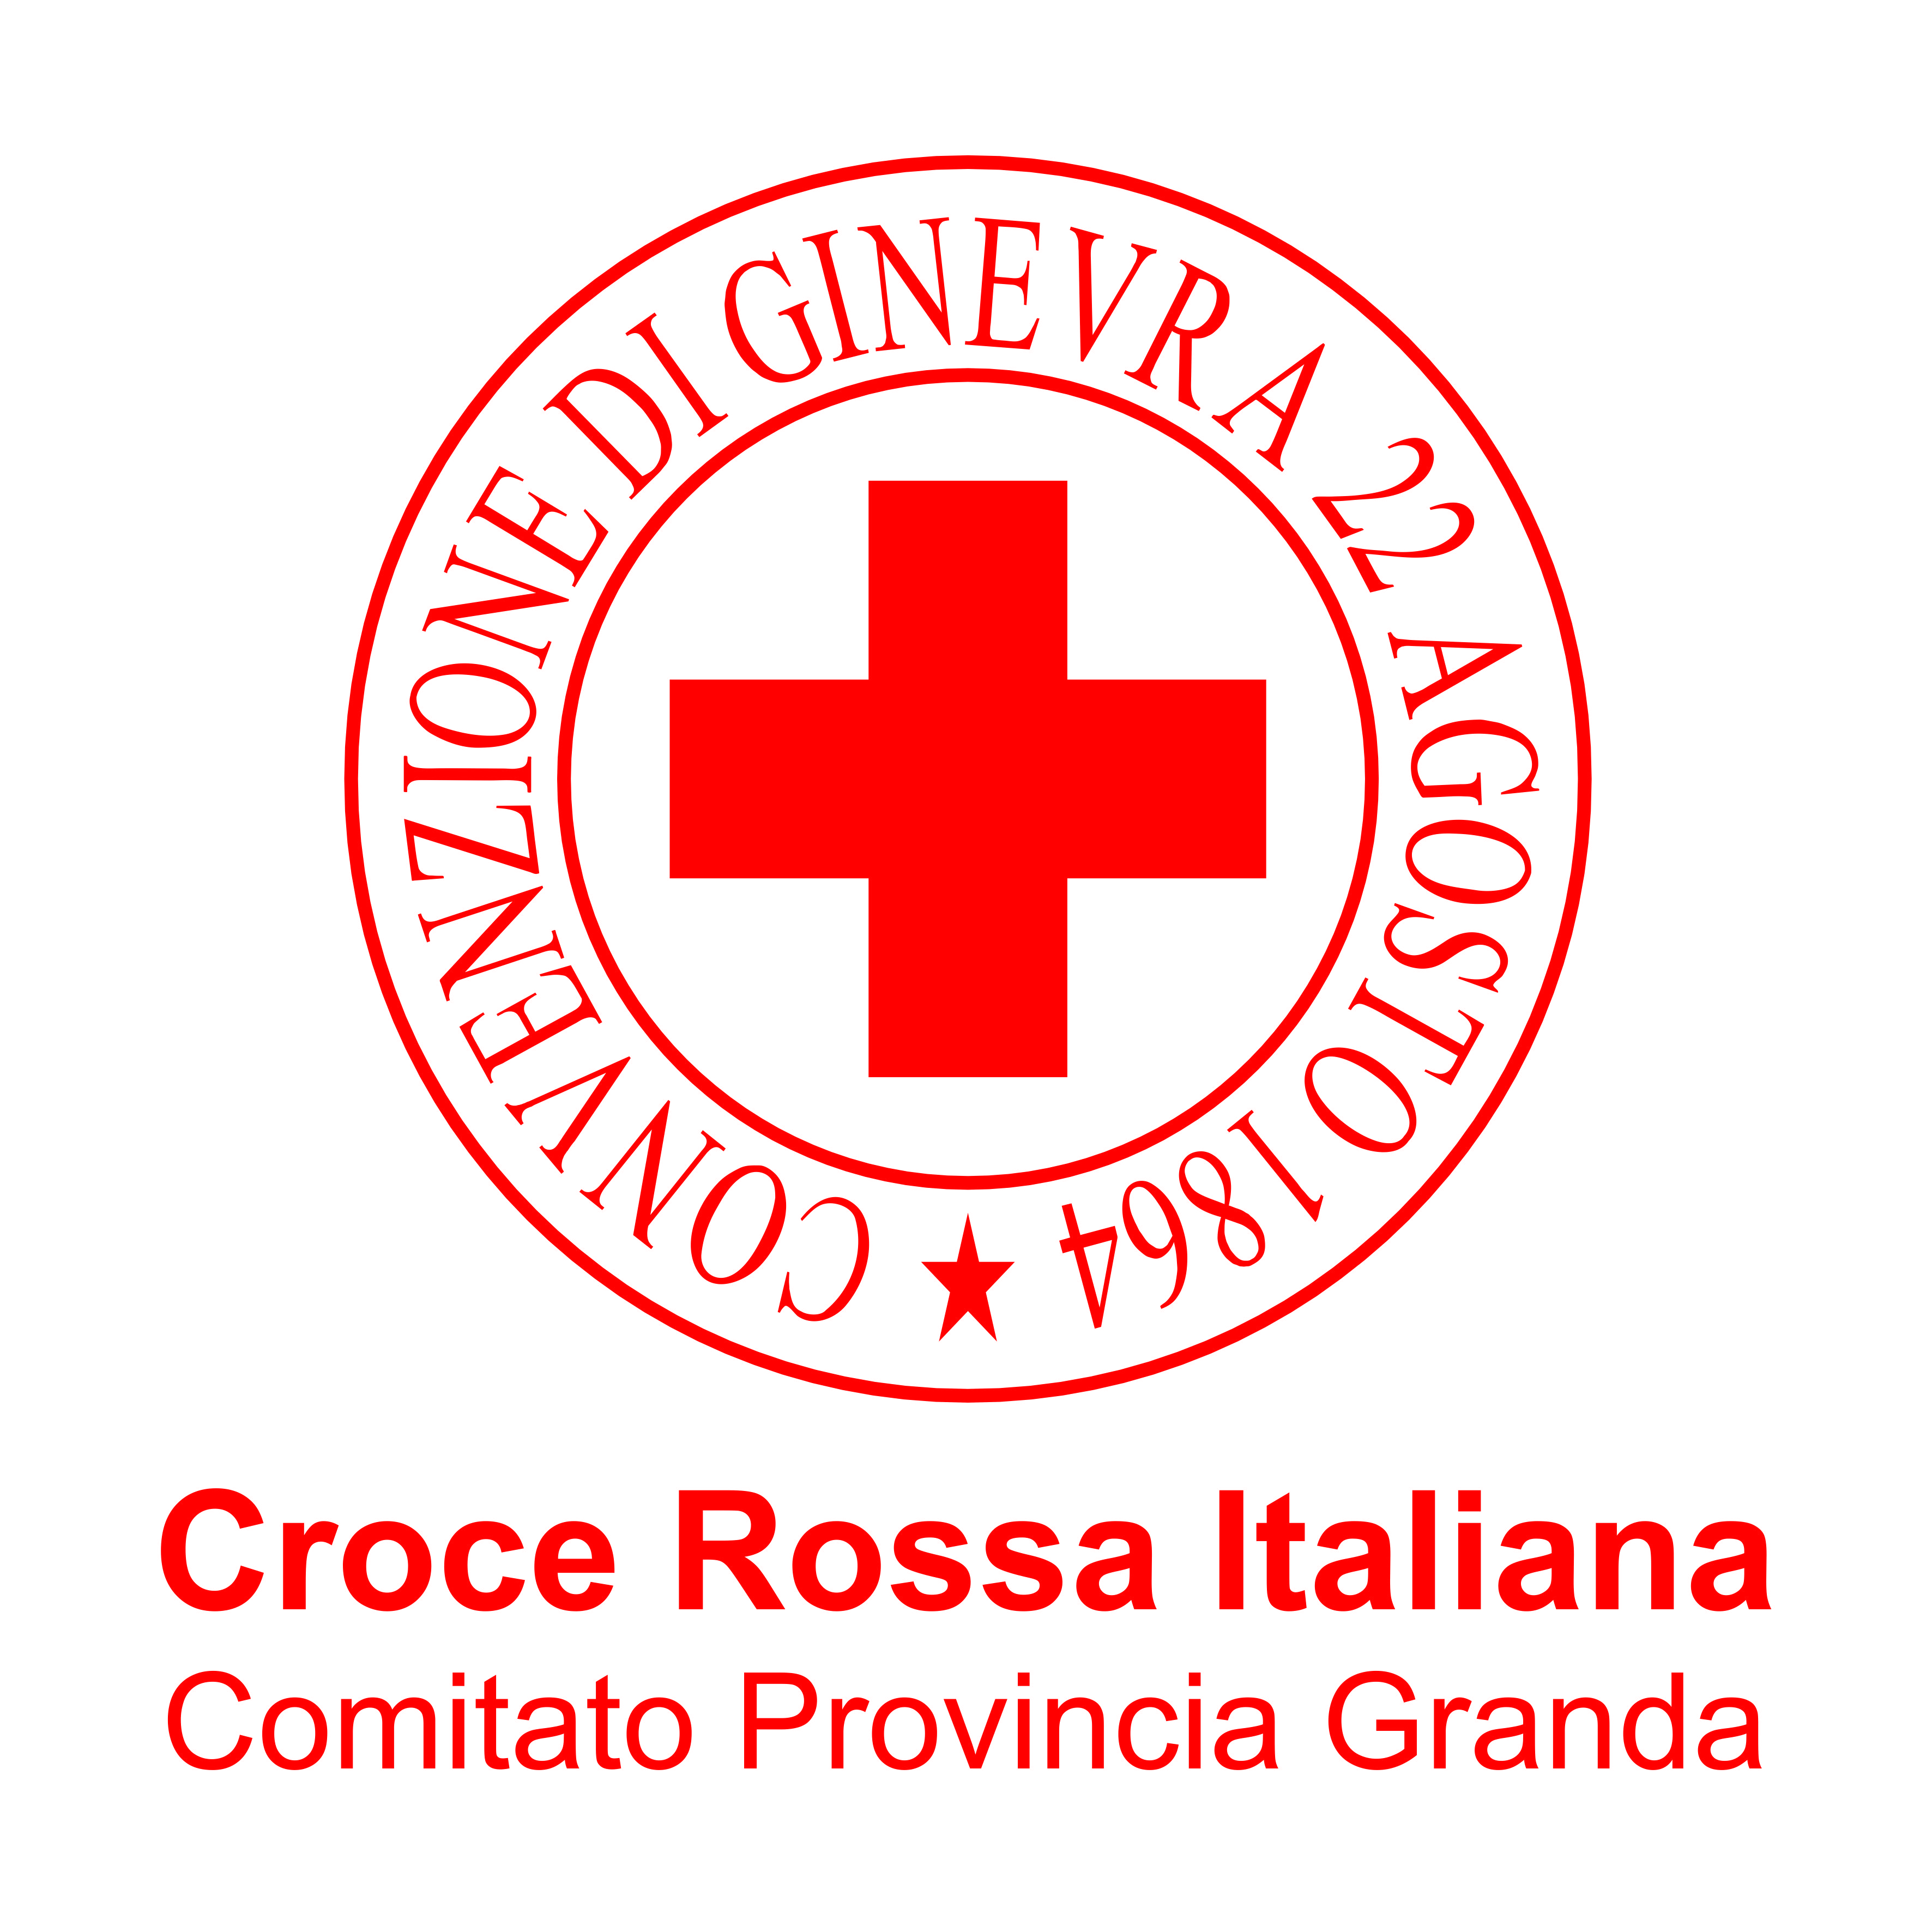 CONVENZIONE DI GINEVRA 22 AGOSTO 1864
Croce Rossa Italiana
Comitato Provincia Granda